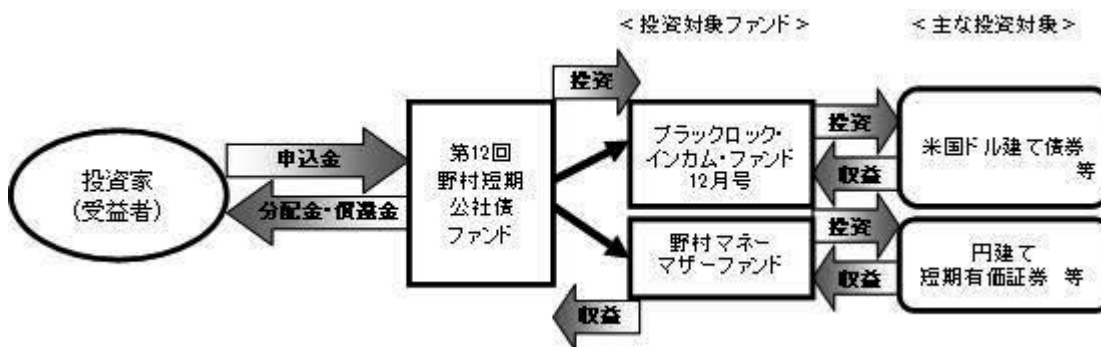 ＜投資対象ファンド＞
＜主な投資対象＞
投資
投資家
(受益者)
申込金
分配金・償還金
第12回
野村短期
公社債
ファンド
ブラックロック・
インカム・ファンド
12月号
投資
収益
米国ドル建て債券
等
野村マネー
マザーファンド
投資
収益
円建て
短期有価証券 等
収益